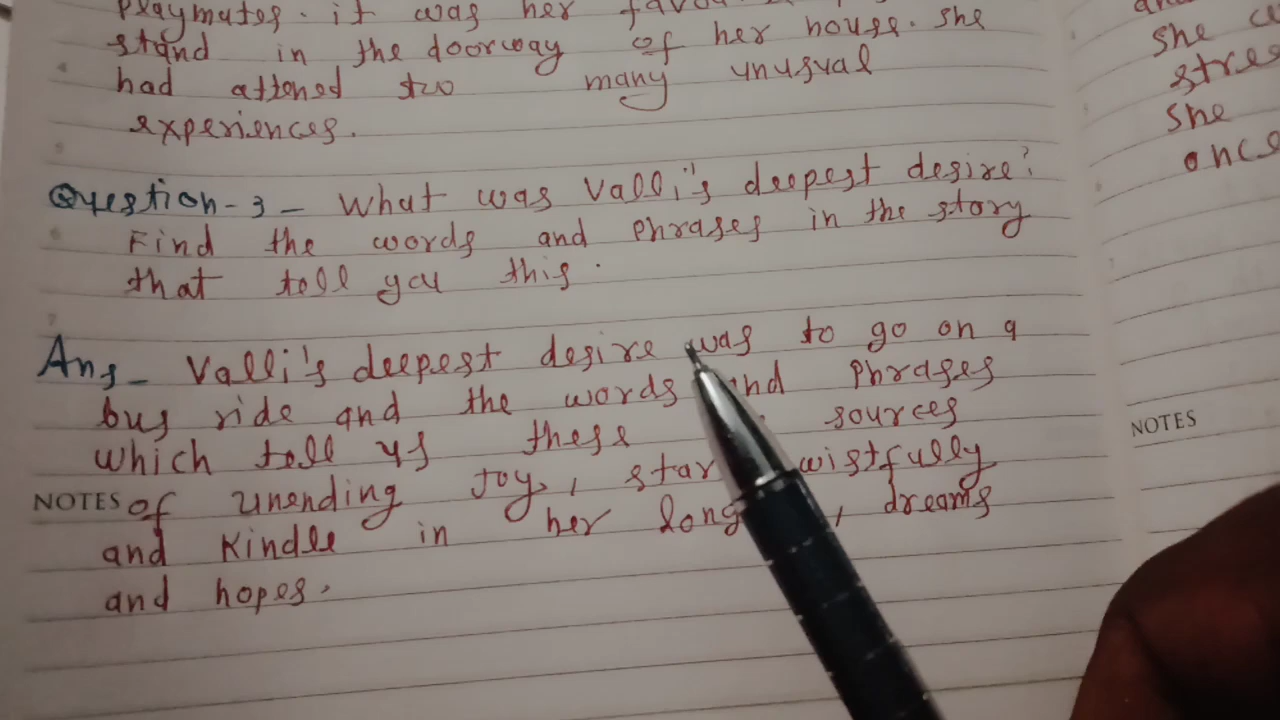 playmates. it was her
stand in the doorway of her house. she
had attened two many unusual
experiences.
Question-3- What was Valli's deepest desire?
Find the words and phrases in the story
that tell you this.
Ans- Valli's deepest desire was to go on a
bus ride and the words and phrases
which tell us these sources
of unending Joy, wistfully
and Kindle in her , dreams
and hopes.
NOTES
she
she
once
NOTES